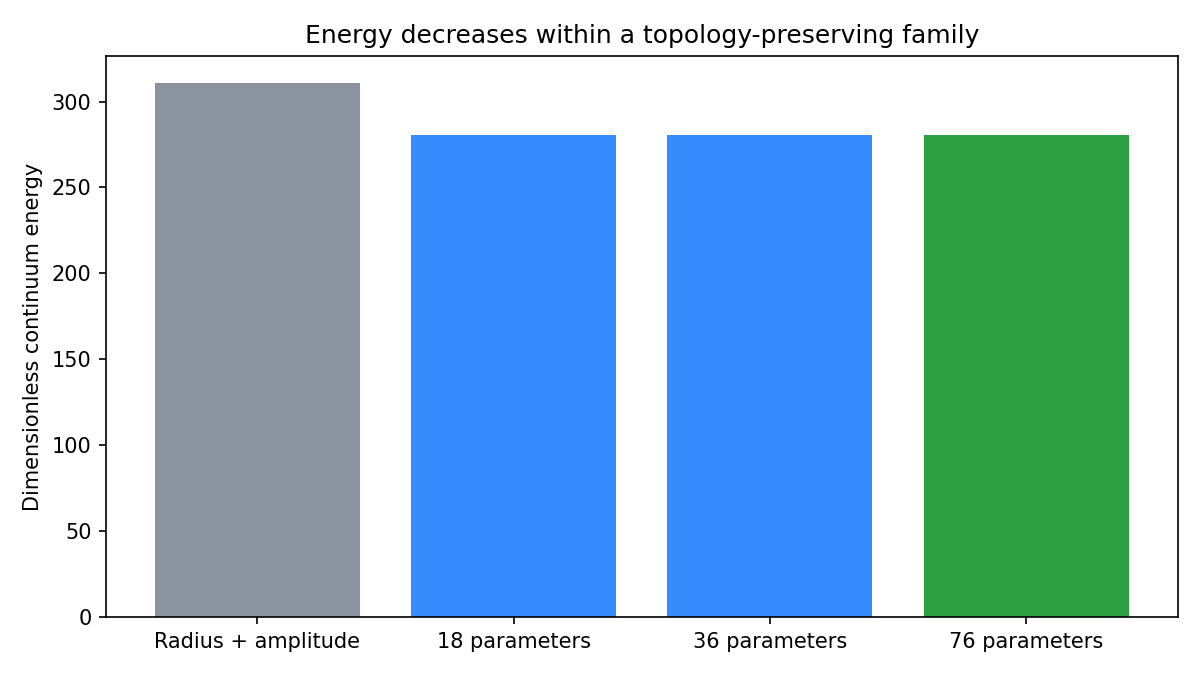 Energy decreases within a topology-preserving family
Dimensionless continuum energy
300
250
200
150
100
50
0
Radius + amplitude
18 parameters
36 parameters
76 parameters